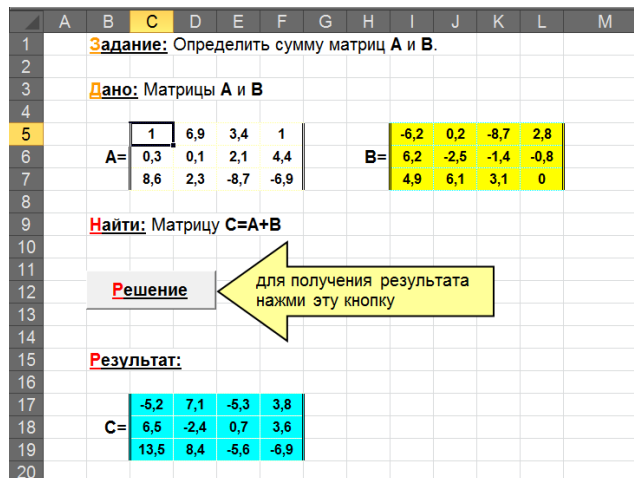 A B C D E F G H I J K L M
1 Задание: Определить сумму матриц A и B.
2
3 Дано: Матрицы A и B
4
5 1 6,9 3,4 1 -6,2 0,2 -8,7 2,8
6 A= 0,3 0,1 2,1 4,4 B= 6,2 -2,5 -1,4 -0,8
7 8,6 2,3 -8,7 -6,9 4,9 6,1 3,1 0
8
9 Найти: Матрицу C=A+B
10
11 для получения результата
12 Решение нажми эту кнопку
13
14
15 Результат:
16
17 -5,2 7,1 -5,3 3,8
18 C= 6,5 -2,4 0,7 3,6
19 13,5 8,4 -5,6 -6,9
20